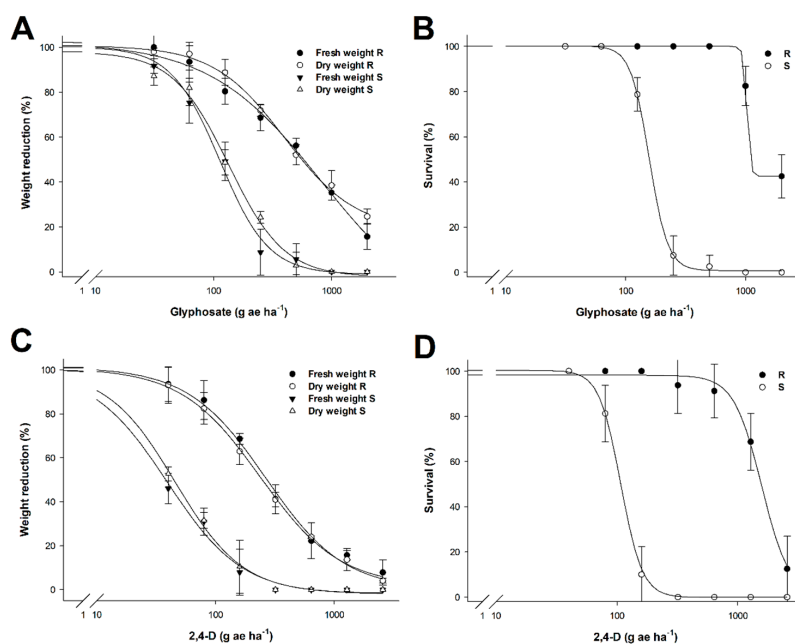 A
Weight reduction (%)
100
80
60
40
20
0
Fresh weight R
Dry weight R
Fresh weight S
Dry weight S
1 10 100 1000
Glyphosate (g ae ha-1)
B
Survival (%)
100
80
60
40
20
0
R
S
1 10 100 1000
Glyphosate (g ae ha-1)
C
Weight reduction (%)
100
80
60
40
20
0
Fresh weight R
Dry weight R
Fresh weight S
Dry weight S
1 10 100 1000
2,4-D (g ae ha-1)
D
Survival (%)
100
80
60
40
20
0
R
S
1 10 100 1000
2,4-D (g ae ha-1)